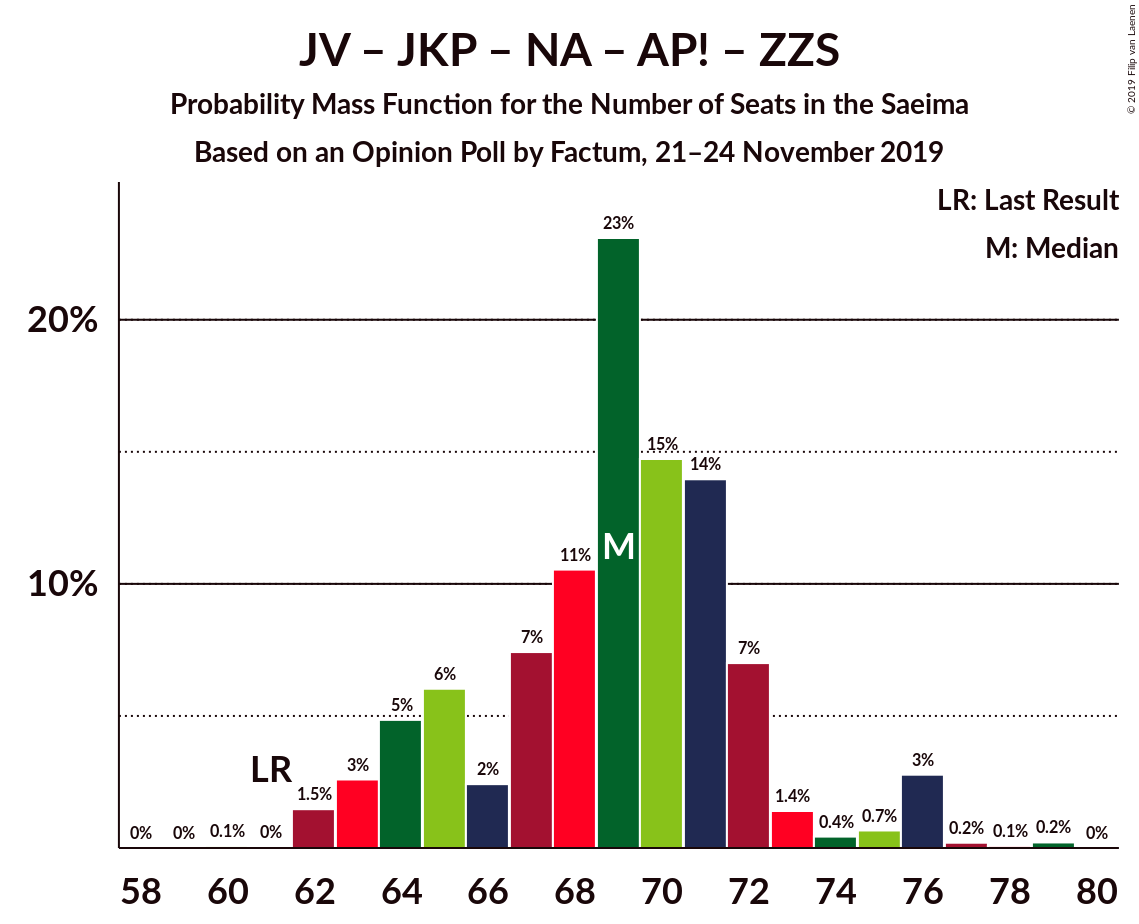 JV – JKP – NA – AP! – ZZS
Probability Mass Function for the Number of Seats in the Saeima
Based on an Opinion Poll by Factum, 21–24 November 2019
© 2019 Filip van Laenen
LR: Last Result
M: Median
20%
10%
0%
0%
0.1%
0%
LR
1.5%
3%
5%
6%
2%
7%
11%
23%
M
15%
14%
7%
1.4%
0.4%
0.7%
3%
0.2%
0.1%
0.2%
0%
58 60 62 64 66 68 70 72 74 76 78 80